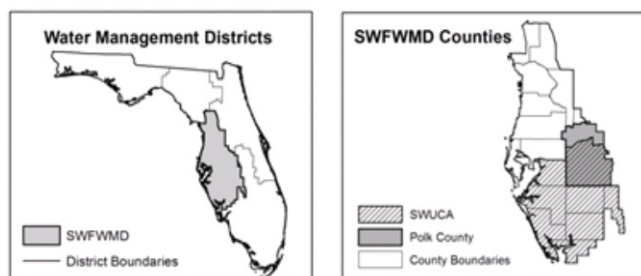 Water Management Districts
SWFWMD
District Boundaries
SWFWMD Counties
SWUCA
Polk County
County Boundaries